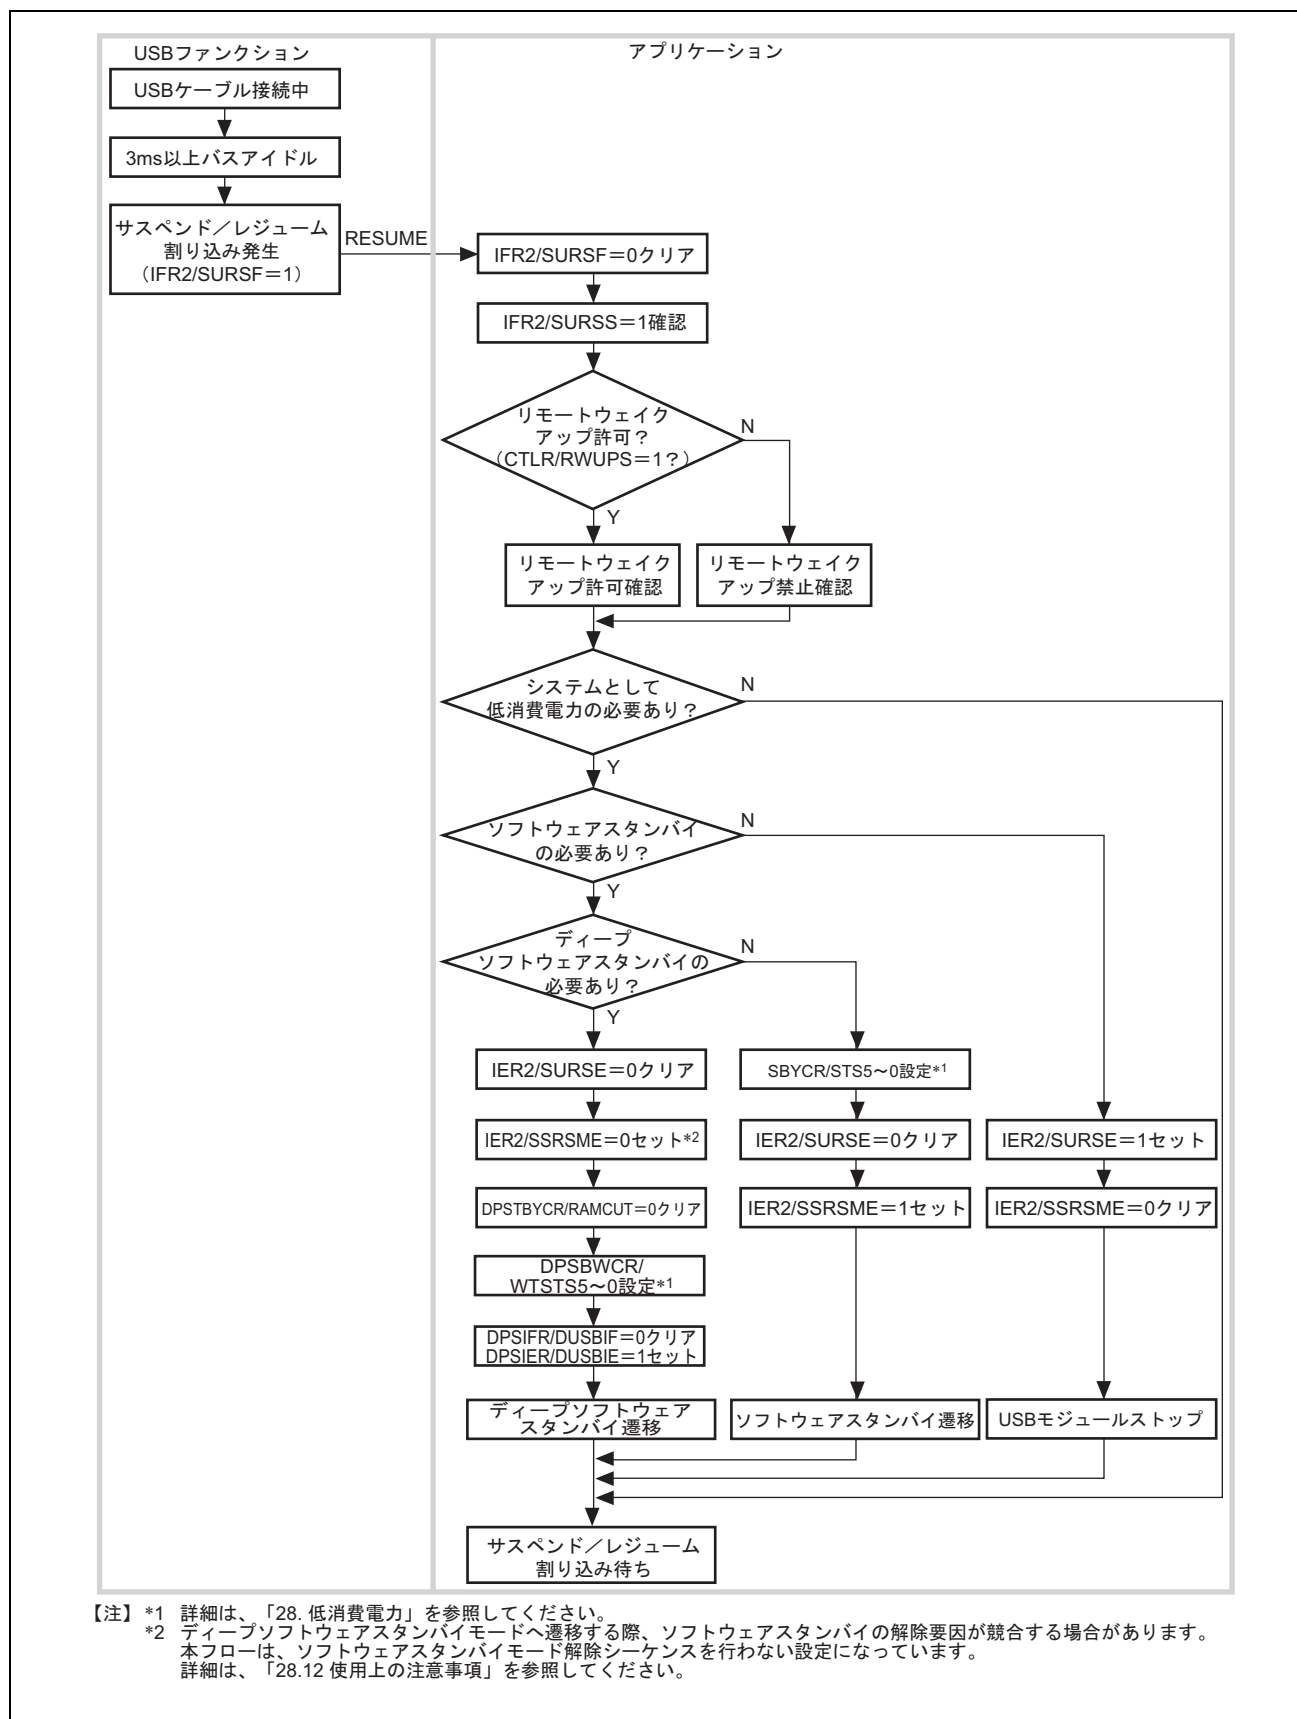 USBファンクション
アプリケーション
USBケーブル接続中
3ms以上バスアイドル
サスペンド／レジューム
割り込み発生
（IFR2/SURSF＝1）
RESUME
IFR2/SURSF＝0クリア
IFR2/SURSS＝1確認
リモートウェイク
アップ許可？
（CTLR/RWUPS＝1？）
N
Y
リモートウェイク
アップ許可確認
リモートウェイク
アップ禁止確認
システムとして
低消費電力の必要あり？
N
Y
ソフトウェアスタンバイ
の必要あり？
N
Y
ディープ
ソフトウェアスタンバイの
必要あり？
N
Y
IER2/SURSE＝0クリア
SBYCR/STS5～0設定*1
IER2/SSRSME＝0セット*2
IER2/SURSE＝0クリア
IER2/SURSE＝1セット
DPSTBYCR/RAMCUT＝0クリア
IER2/SSRSME＝1セット
IER2/SSRSME＝0クリア
DPSBWCR/
WTSTS5～0設定*1
DPSIFR/DUSBIF＝0クリア
DPSIER/DUSBIE＝1セット
ディープソフトウェア
スタンバイ遷移
ソフトウェアスタンバイ遷移
USBモジュールストップ
サスペンド／レジューム
割り込み待ち
【注】*1 詳細は、「28. 低消費電力」を参照してください。
*2 ディープソフトウェアスタンバイモードへ遷移する際、ソフトウェアスタンバイの解除要因が競合する場合があります。
本フローは、ソフトウェアスタンバイモード解除シーケンスを行わない設定になっています。
詳細は、「28.12 使用上の注意事項」を参照してください。